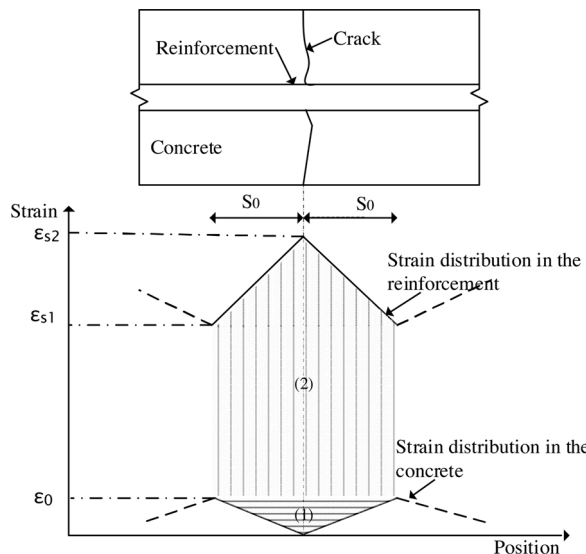 Crack
Reinforcement
Concrete
S0 S0
Strain
εs2
Strain distribution in the
reinforcement
εs1
(2)
Strain distribution in the
concrete
ε0
(1)
Position